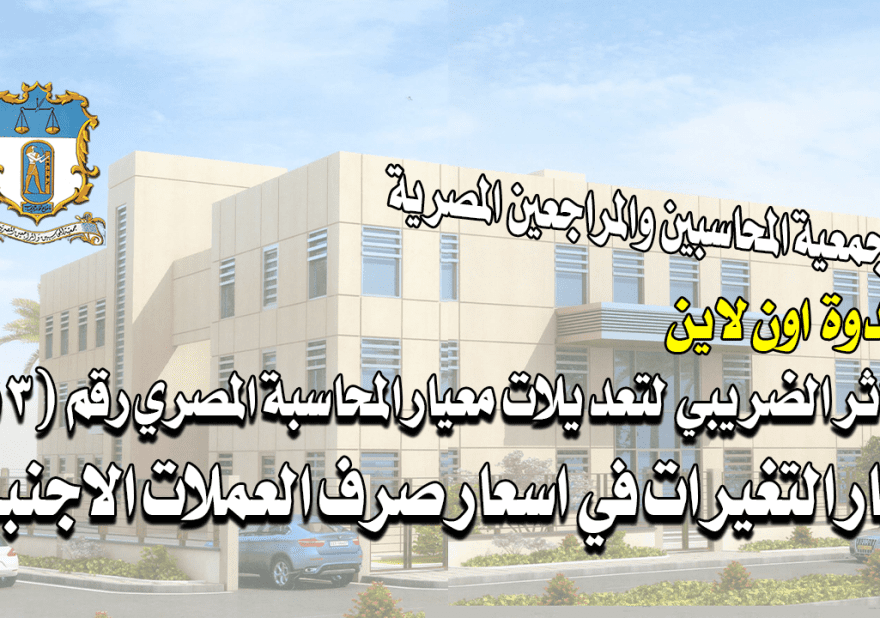 جمعية المحاسبين والمراجعين المصرية
دوة اون لاين
ثر الضريبي لتعديلات معيار المحاسبة المصري رقم (٣
ار التغيرات في اسعار صرف العملات الاجنب